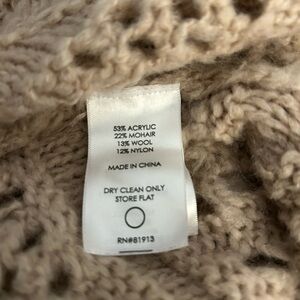 53% ACRYLIC
22% MOHAIR
13% WOOL
12% NYLON
MADE IN CHINA
DRY CLEAN ONLY
STORE FLAT
RN#81913